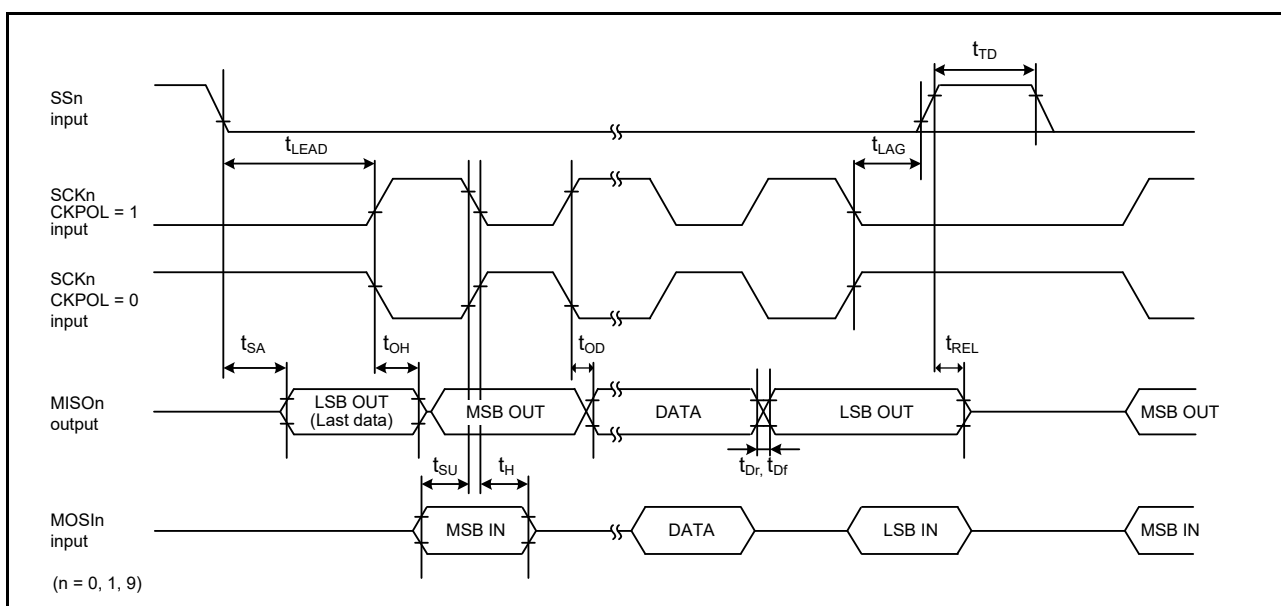 tTD
SSn
input
tLEAD
tLAG
SCKn
CKPOL = 1
input
SCKn
CKPOL = 0
input
tSA
tOH
tOD
tREL
MISOn
output
LSB OUT
(Last data)
MSB OUT
DATA
LSB OUT
MSB OUT
tSU
tH
tDr, tDf
MOSIn
input
MSB IN
DATA
LSB IN
MSB IN
(n = 0, 1, 9)